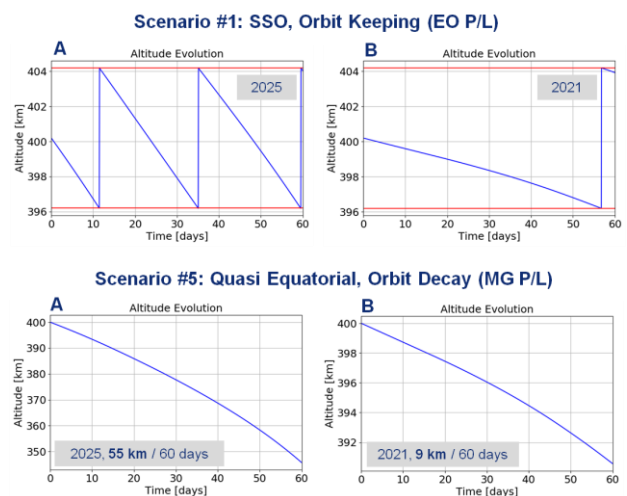 Scenario #1: SSO, Orbit Keeping (EO P/L)
A
Altitude Evolution
2025
404
402
400
398
396
Altitude [km]
0 10 20 30 40 50 60
Time [days]
B
Altitude Evolution
2021
404
402
400
398
396
Altitude [km]
0 10 20 30 40 50 60
Time [days]
Scenario #5: Quasi Equatorial, Orbit Decay (MG P/L)
A
Altitude Evolution
400
390
380
370
360
350
Altitude [km]
2025, 55 km / 60 days
0 10 20 30 40 50 60
Time [days]
B
Altitude Evolution
400
398
396
394
392
Altitude [km]
2021, 9 km / 60 days
0 10 20 30 40 50 60
Time [days]